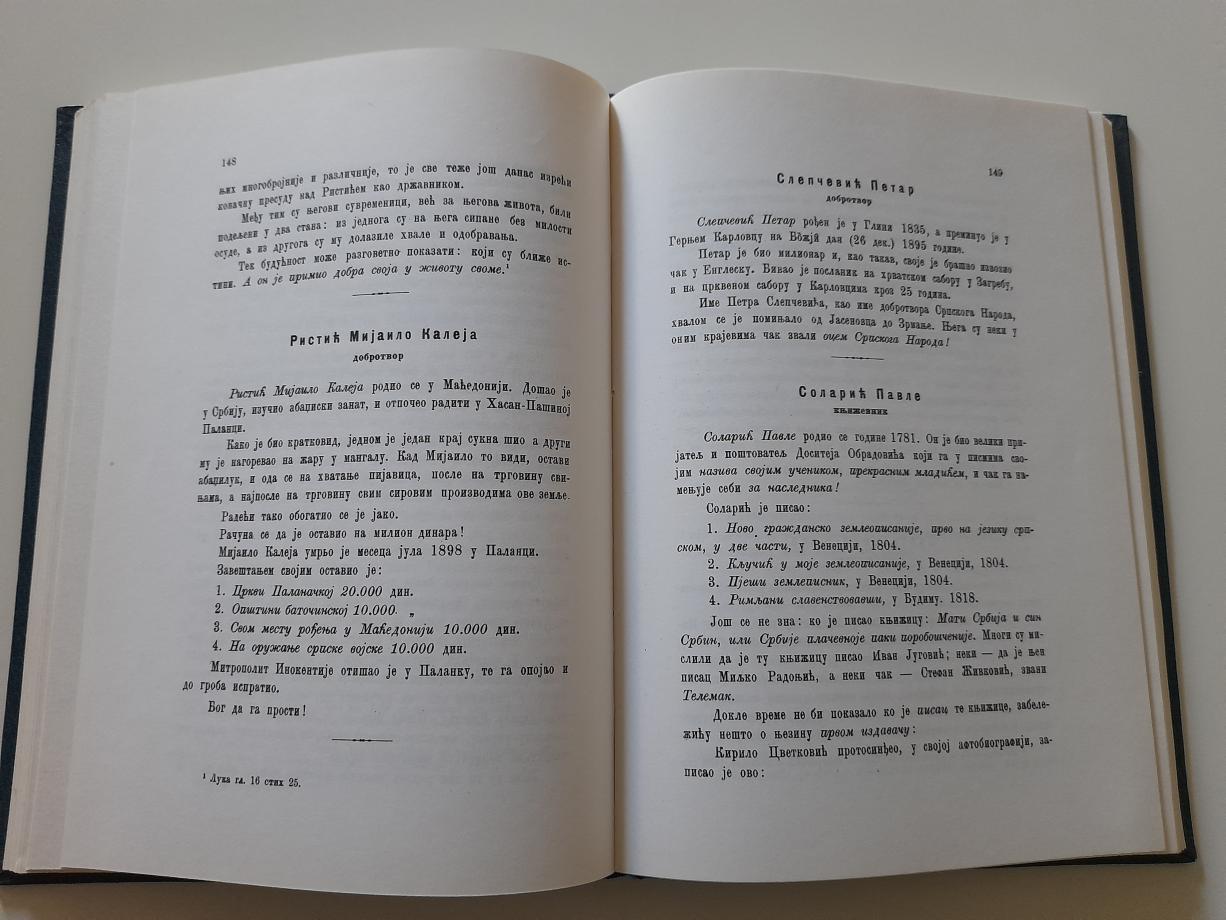 148
њих многобројније и различније, то је све теже још данас изрећи
коначну пресуду над Ристићем као државником.
Међу тим су његови сувременици, већ за његова живота, били
подељени у два стана: из једнога су на њега сипане без милости
осуде, а из другога су му долазиле хвале и одобравања.
Тек будућност може разговетно показати: који су ближе ис-
тини. А он је примио добра своја у животу своме.¹
Ристић Мијаило Калеја
добротвор
Ристић Мијаило Калеја родио се у Маћедонији. Дошао је
у Србију, изучио абаџиски занат, и отпочео радити у Хасан-Пашиној
Паланци.
Како је био кратковид, једном је један крај сукна шио а други
му је нагоревао на жару у мангалу. Кад Мијаило то види, остави
абаџилук, и ода се на хватање пијавица, после на трговину сви-
њама, а најпосле на трговину свим сировим производима ове земље.
Радећи тако обогатио се је јако.
Рачуна се да је оставио на милион динара!
Мијаило Калеја умрьо је месеца јула 1898 у Паланци.
Завештањем својим оставио је:
1. Цркви Паланачкој 20.000 дин.
2. Општини баточинској 10.000 „
3. Свом месту рођења у Маћедонији 10.000 дин.
4. На оружање српске војске 10.000 дин.
Митрополит Инокентије отишао је у Паланку, те га опојао и
до гроба испратио.
Бог да га прости!
¹ Лука гл. 16 стих 25.
149
Слепчевић Петар
добротвор
Слепчевић Петар рођен је у Глини 1835, а преминуо је у
Герњем Карловцу на Бо̂жјӣ дан (26 дек.) 1895 године.
Петар је био милионар и, као такав, своје је брашно извозио
чак у Енглеску. Бивао је посланик на хрватском сабору у Загребу,
и на црквеном сабору у Карловцима кроз 25 година.
Име Петра Слепчевића, као име добротвора Српскога Народа,
хвалом се је помињало од Јасеновца до Зрмање. Њега су неки у
оним крајевима чак звали оцем Српскога Народа!
Соларић Павле
књижевник
Соларић Павле родио се године 1781. Он је био велики при-
јатељ и поштоватељ Доситеја Обрадовића који га у писмима сво-
јим назива својим учеником, прекрасним младићем, и чак га на-
мењује себи за наследника!
Соларић је писао:
1. Ново гражданско землеописаније, прво на језику срп-
ском, у две части, у Венецији, 1804.
2. Кључић у моје землеописаније, у Венецији, 1804.
3. Пјеши землеписник, у Венецији, 1804.
4. Римљани славенствовавши, у Будиму. 1818.
Још се не зна: ко је писао књижицу: Мати Србија и син
Србин, или Србије плачевноје паки поробошченије. Многи су ми-
слили да је ту књижицу писао Иван Југовић; неки — да је њен
писац Миљко Радоњић, а неки чак — Стефан Живковић, звани
Телемак.
Докле време не би показало ко је писац те књижице, забеле-
жићу нешто о њезину првом издавачу:
Кирило Цветковић протосинђео, у својој автобиографији, за-
писао је ово: